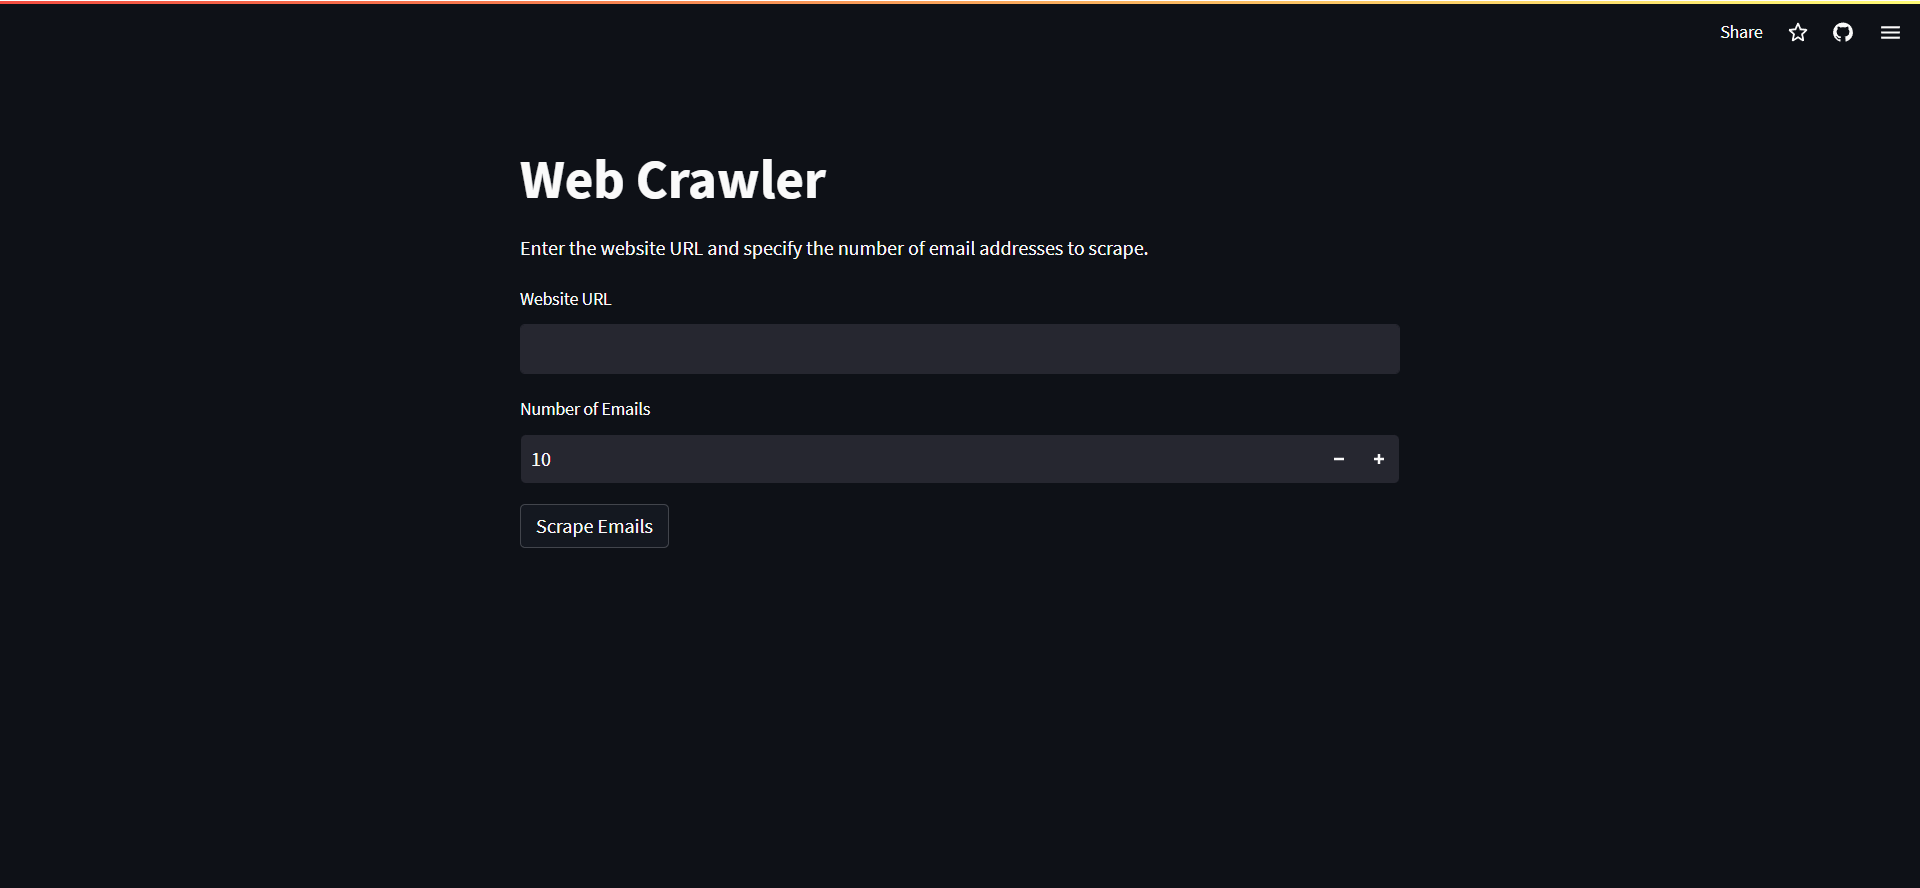 Share
Web Crawler
Enter the website URL and specify the number of email addresses to scrape.
Website URL
Number of Emails
10
Scrape Emails